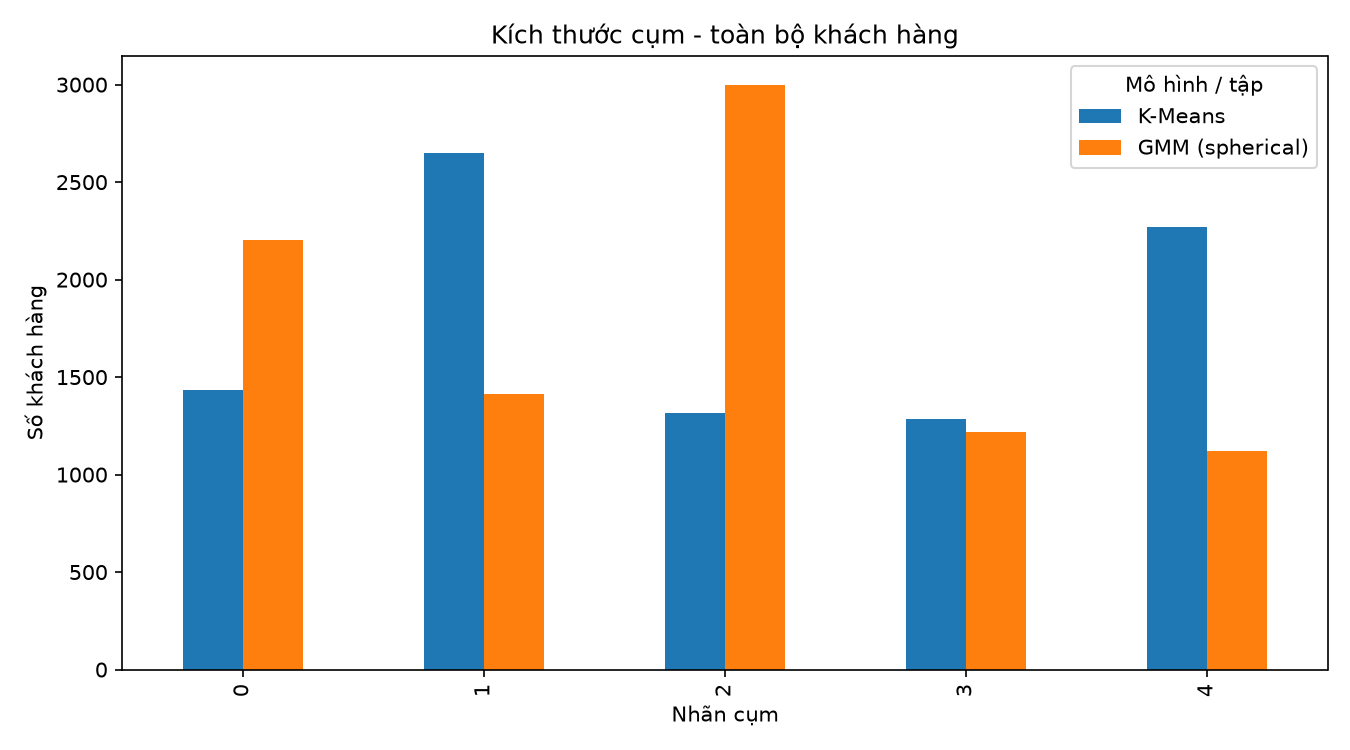 Kích thước cụm - toàn bộ khách hàng
Mô hình / tập
K-Means
GMM (spherical)
Số khách hàng
3000
2500
2000
1500
1000
500
0
0
1
2
3
4
Nhãn cụm